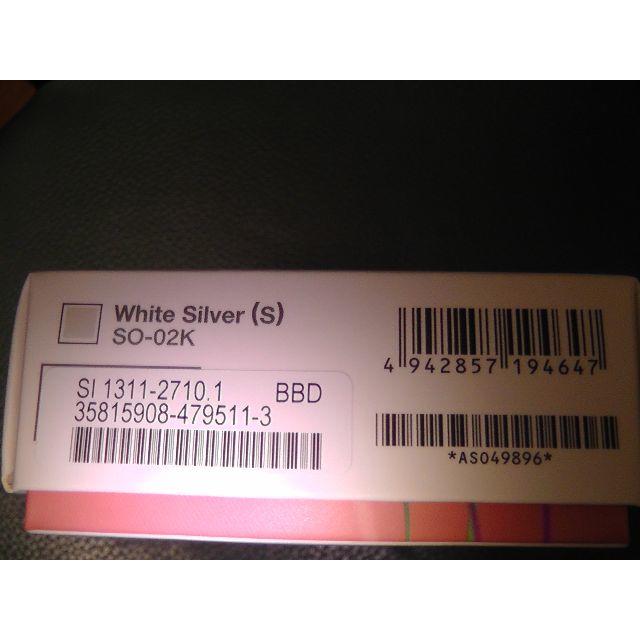 White Silver (S)
SO-02K
SI 1311-2710.1 BBD
35815908-479511-3
4 942857 194647
*AS049896*